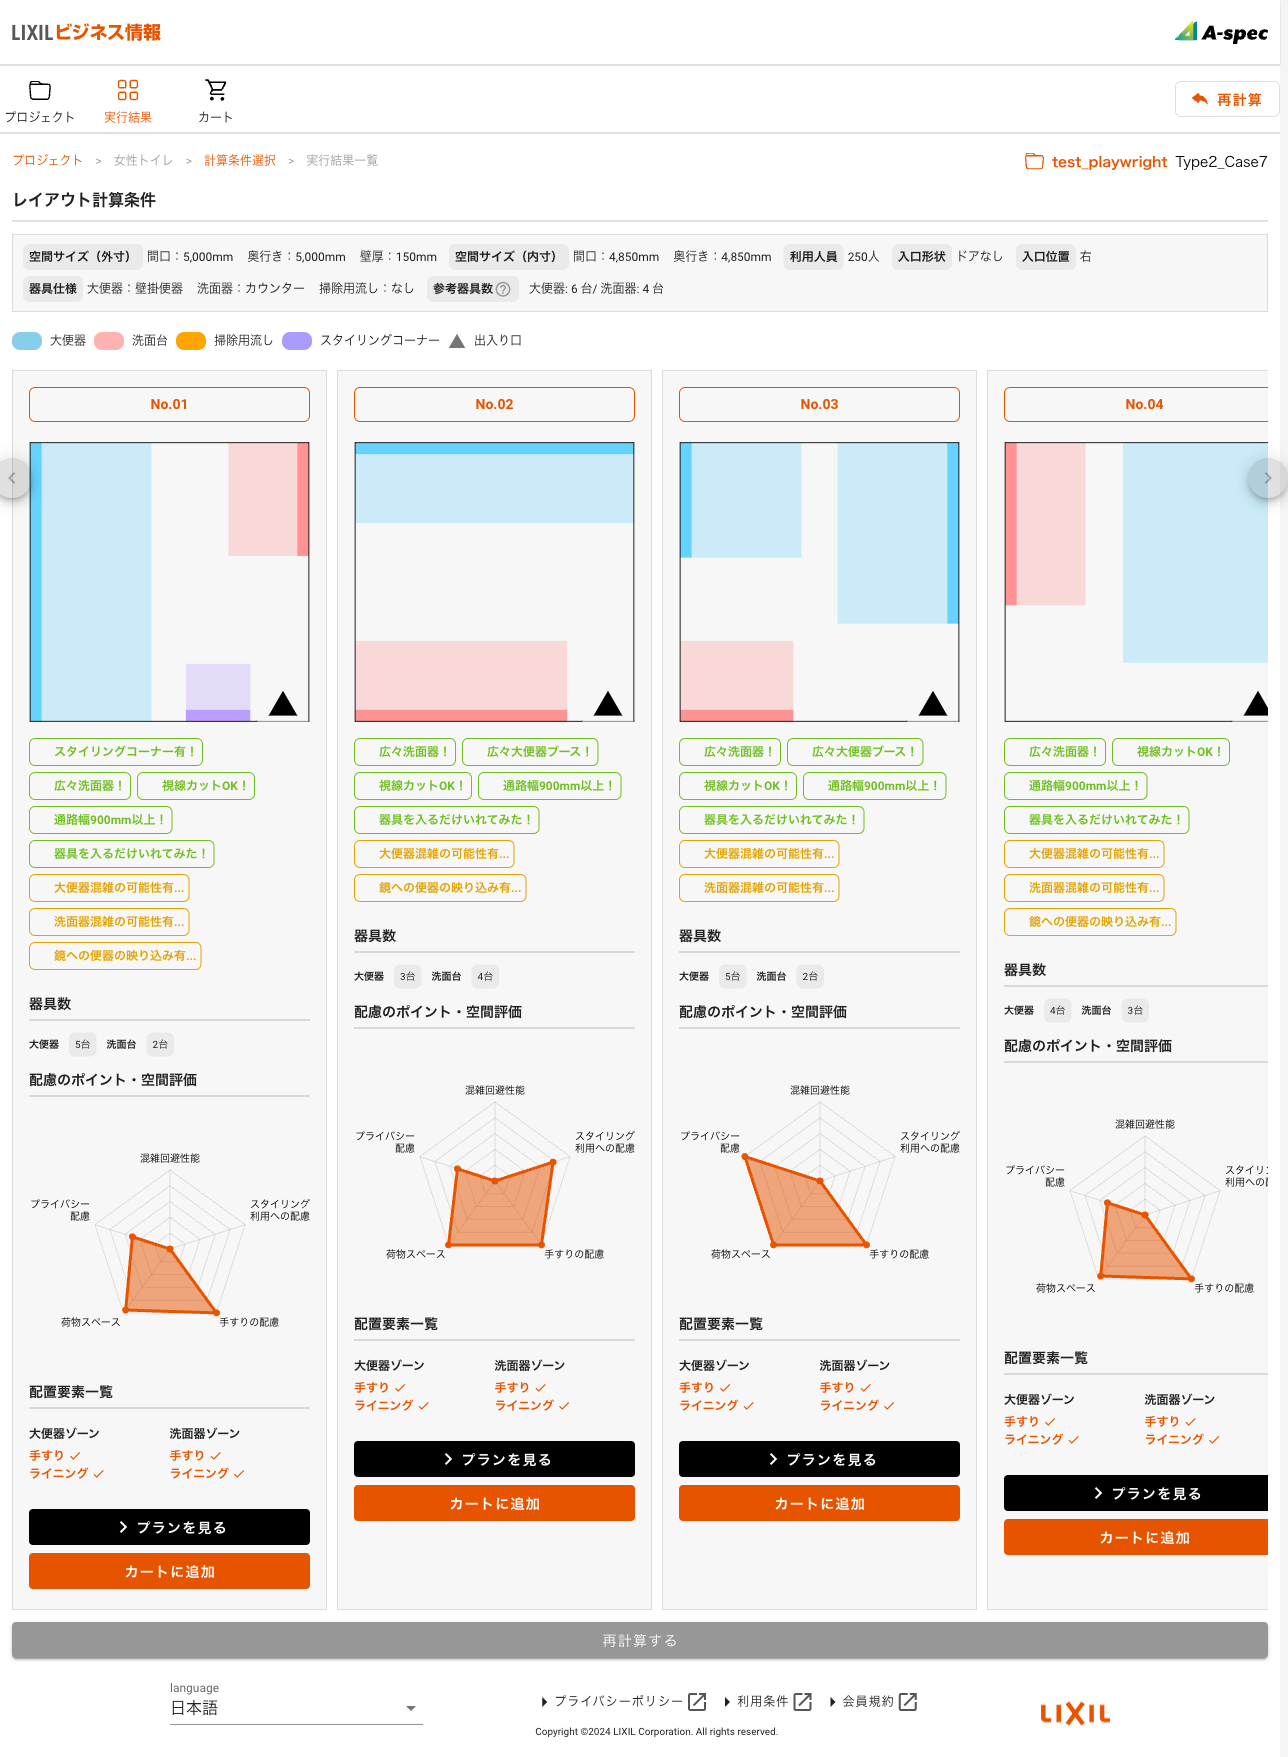 LIXILビジネス情報
A-spec
プロジェクト
実行結果
カート
再計算
プロジェクト > 女性トイレ > 計算条件選択 > 実行結果一覧
test_playwright Type2_Case7
レイアウト計算条件
空間サイズ（外寸） 間口：5,000mm 奥行き：5,000mm 壁厚：150mm 空間サイズ（内寸） 間口：4,850mm 奥行き：4,850mm 利用人員 250人 入口形状 ドアなし 入口位置 右
器具仕様 大便器：壁掛便器 洗面器：カウンター 掃除用流し：なし 参考器具数 大便器: 6 台/ 洗面器: 4 台
大便器 洗面台 掃除用流し スタイリングコーナー 出入り口
No.01
スタイリングコーナー有！
広々洗面器！ 視線カットOK！
通路幅900mm以上！
器具を入るだけいれてみた！
大便器混雑の可能性有...
洗面器混雑の可能性有...
鏡への便器の映り込み有...
器具数
大便器 5台 洗面台 2台
配慮のポイント・空間評価
混雑回避性能
プライバシー
配慮
スタイリング
利用への配慮
荷物スペース
手すりの配慮
配置要素一覧
大便器ゾーン 洗面器ゾーン
手すり 手すり
ライニング ライニング
プランを見る
カートに追加
No.02
広々洗面器！ 広々大便器ブース！
視線カットOK！ 通路幅900mm以上！
器具を入るだけいれてみた！
大便器混雑の可能性有...
鏡への便器の映り込み有...
器具数
大便器 3台 洗面台 4台
配慮のポイント・空間評価
混雑回避性能
プライバシー
配慮
スタイリング
利用への配慮
荷物スペース
手すりの配慮
配置要素一覧
大便器ゾーン 洗面器ゾーン
手すり 手すり
ライニング ライニング
プランを見る
カートに追加
No.03
広々洗面器！ 広々大便器ブース！
視線カットOK！ 通路幅900mm以上！
器具を入るだけいれてみた！
大便器混雑の可能性有...
洗面器混雑の可能性有...
器具数
大便器 5台 洗面台 2台
配慮のポイント・空間評価
混雑回避性能
プライバシー
配慮
スタイリング
利用への配慮
荷物スペース
手すりの配慮
配置要素一覧
大便器ゾーン 洗面器ゾーン
手すり 手すり
ライニング ライニング
プランを見る
カートに追加
No.04
広々洗面器！ 視線カットOK！
通路幅900mm以上！
器具を入るだけいれてみた！
大便器混雑の可能性有...
洗面器混雑の可能性有...
鏡への便器の映り込み有...
器具数
大便器 4台 洗面台 3台
配慮のポイント・空間評価
混雑回避性能
プライバシー
配慮
スタイリ
利用への
荷物スペース
手すりの配慮
配置要素一覧
大便器ゾーン 洗面器ゾーン
手すり 手すり
ライニング ライニング
プランを見る
カートに追加
再計算する
language
日本語
プライバシーポリシー 利用条件 会員規約
Copyright ©2024 LIXIL Corporation. All rights reserved.
LIXIL